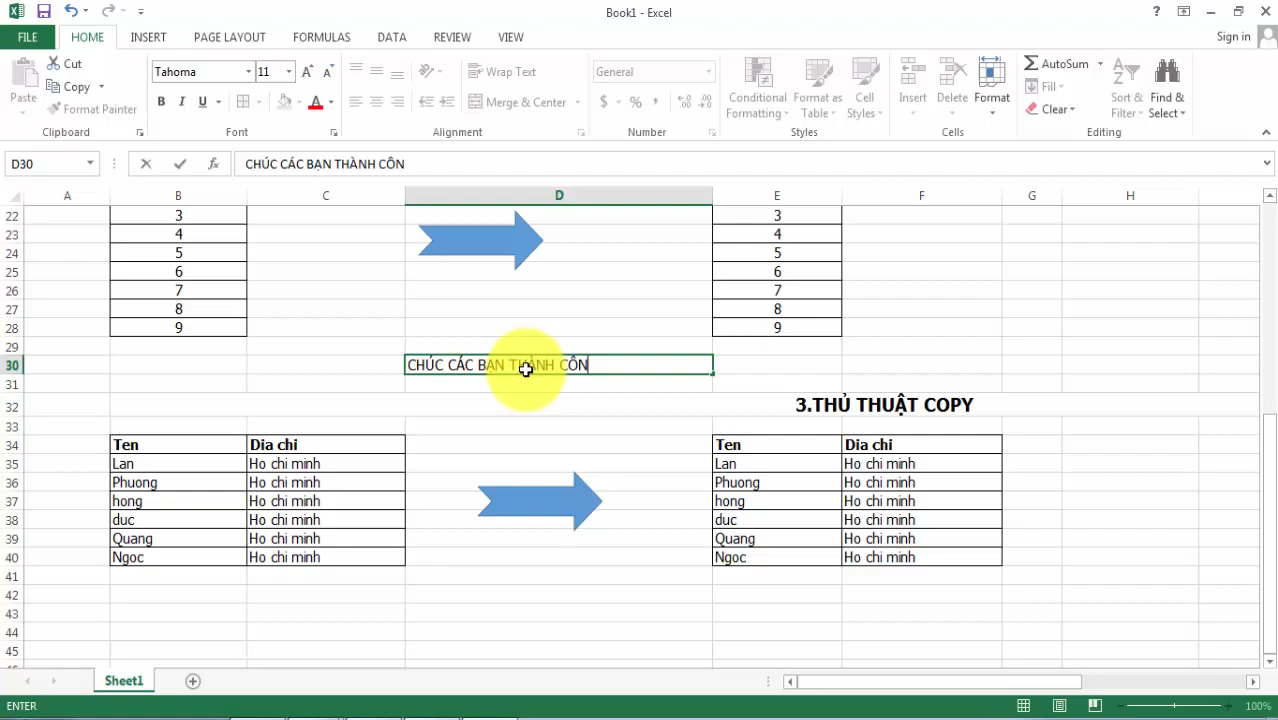 Book1 - Excel
FILE HOME INSERT PAGE LAYOUT FORMULAS DATA REVIEW VIEW Sign in
Paste Cut Copy Format Painter Clipboard
Tahoma 11 A A B I U A Font
Wrap Text Merge & Center Alignment
General $ % , Number
Conditional Formatting Format as Table Cell Styles Styles
Insert Delete Format Cells
AutoSum Fill Clear Sort & Filter Find & Select Editing
D30 fx CHÚC CÁC BẠN THÀNH CÔN
A B C D E F G H
22 3 3
23 4 4
24 5 5
25 6 6
26 7 7
27 8 8
28 9 9
29
30 CHÚC CÁC BẠN THÀNH CÔN
31
32 3.THỦ THUẬT COPY
33
34 Ten Dia chi Ten Dia chi
35 Lan Ho chi minh Lan Ho chi minh
36 Phuong Ho chi minh Phuong Ho chi minh
37 hong Ho chi minh hong Ho chi minh
38 duc Ho chi minh duc Ho chi minh
39 Quang Ho chi minh Quang Ho chi minh
40 Ngoc Ho chi minh Ngoc Ho chi minh
41
42
43
44
45
Sheet1
ENTER 100%